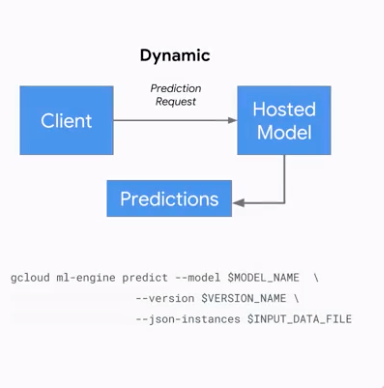 Dynamic
Prediction
Request
Client
Hosted
Model
Predictions
gcloud ml-engine predict --model $MODEL_NAME \
--version $VERSION_NAME \
--json-instances $INPUT_DATA_FILE